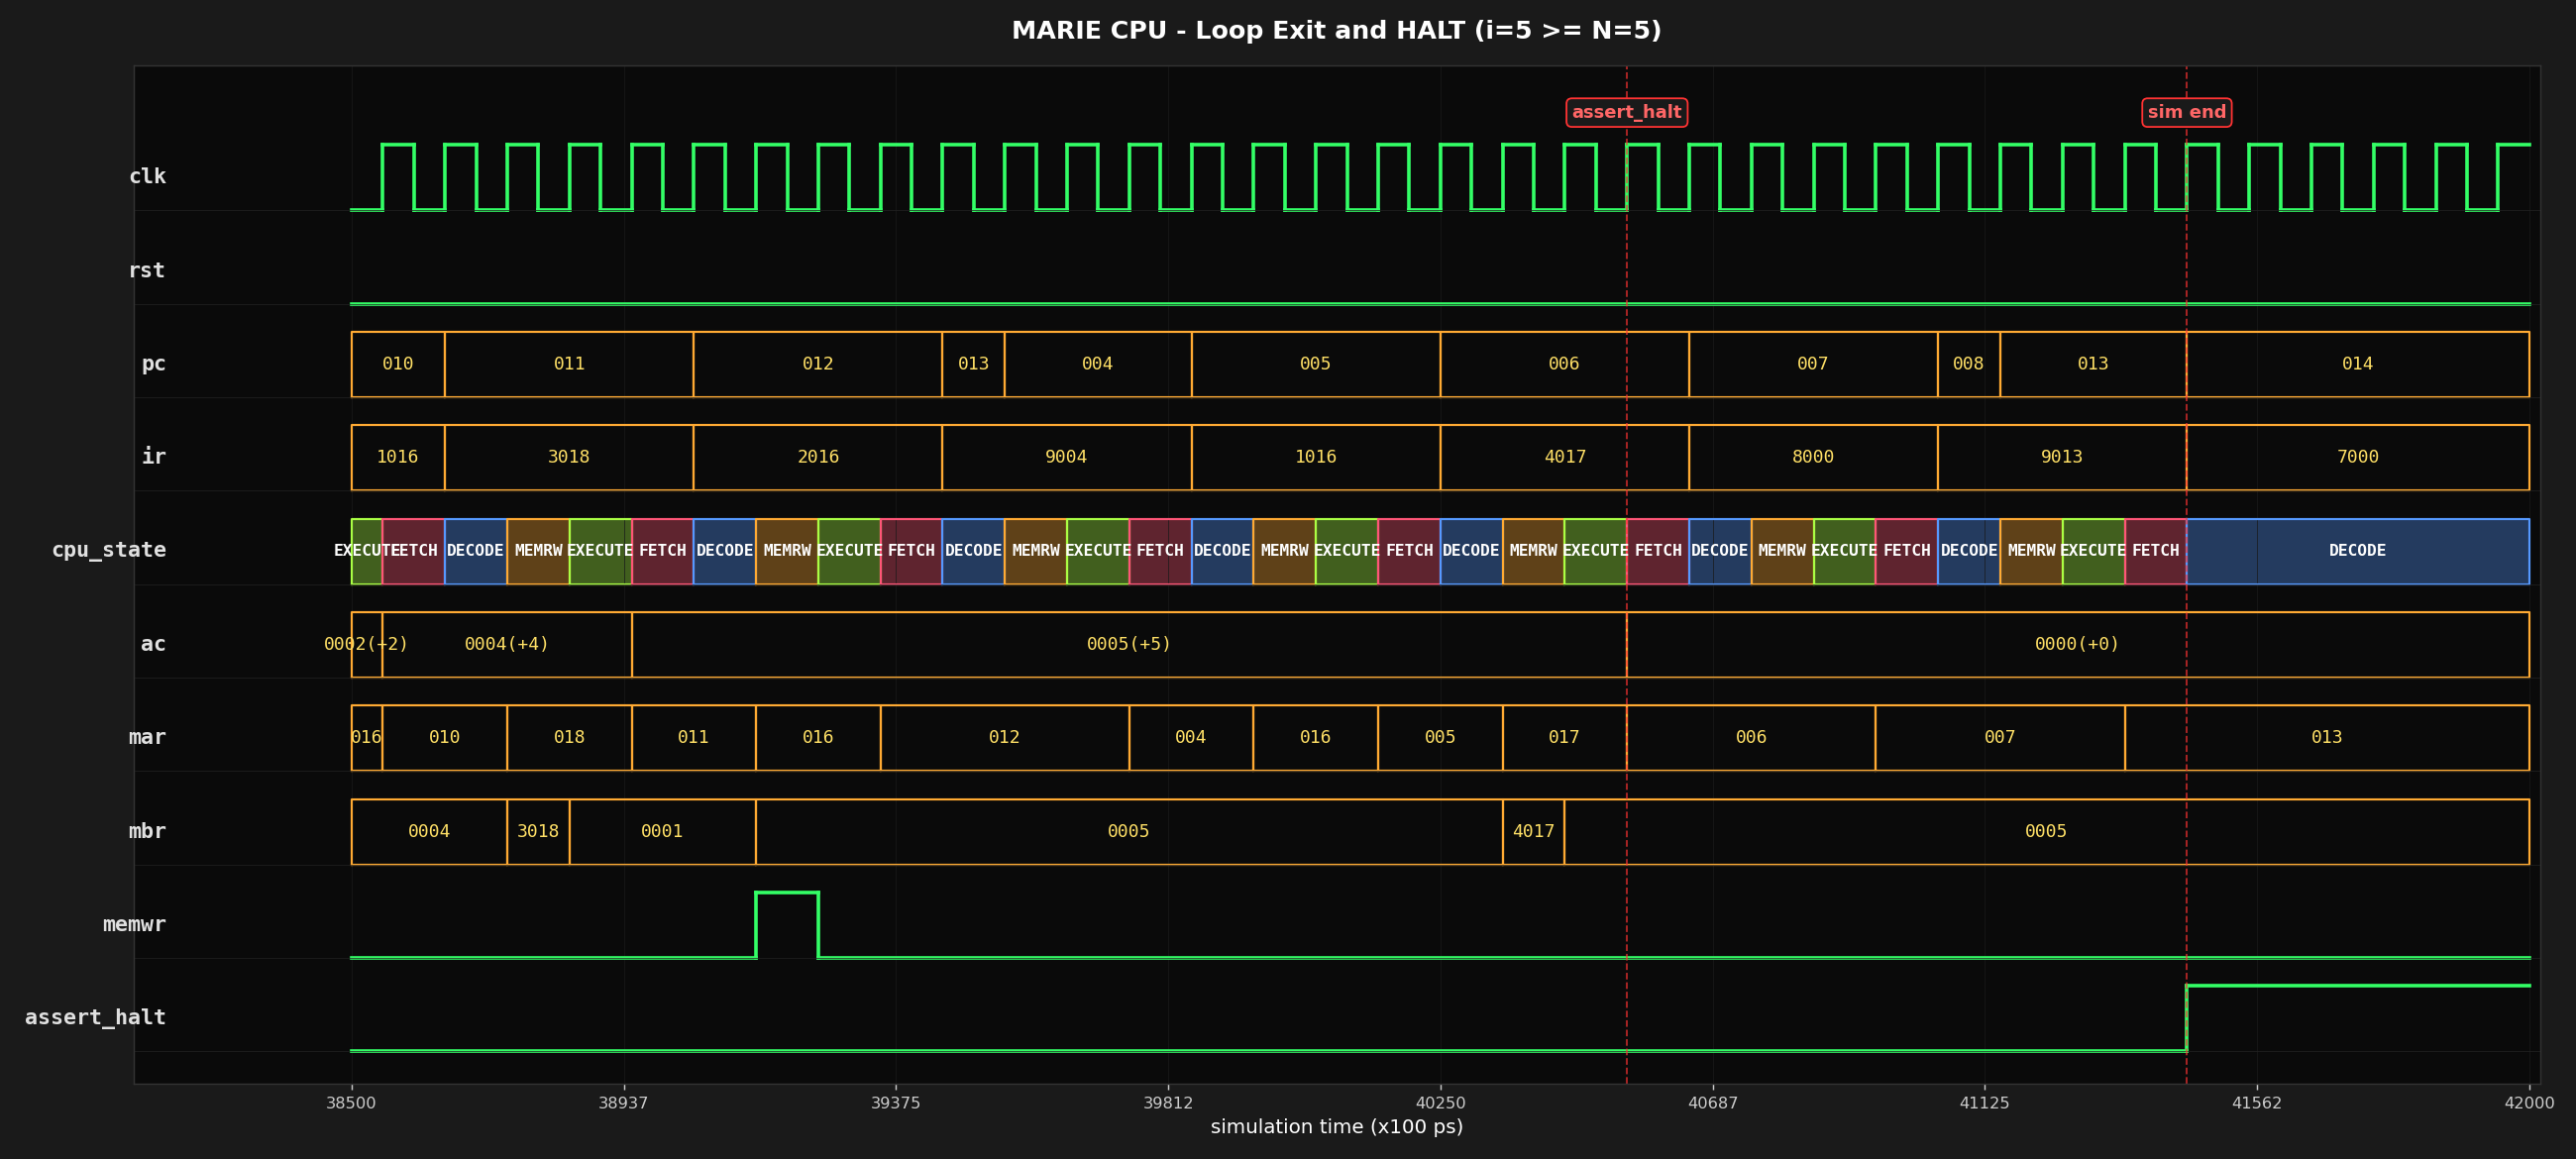 MARIE CPU - Loop Exit and HALT (i=5 >= N=5)
assert_halt sim end
clk
rst
pc 010 011 012 013 004 005 006 007 008 013 014
ir 1016 3018 2016 9004 1016 4017 8000 9013 7000
cpu_state EXECUTE FETCH DECODE MEMRW EXECUTE FETCH DECODE MEMRW EXECUTE FETCH DECODE MEMRW EXECUTE FETCH DECODE MEMRW EXECUTE FETCH DECODE MEMRW EXECUTE FETCH DECODE MEMRW EXECUTE FETCH DECODE MEMRW EXECUTE FETCH DECODE
ac 0002(+2) 0004(+4) 0005(+5) 0000(+0)
mar 016 010 018 011 016 012 004 016 005 017 006 007 013
mbr 0004 3018 0001 0005 4017 0005
memwr
assert_halt
38500 38937 39375 39812 40250 40687 41125 41562 42000
simulation time (x100 ps)